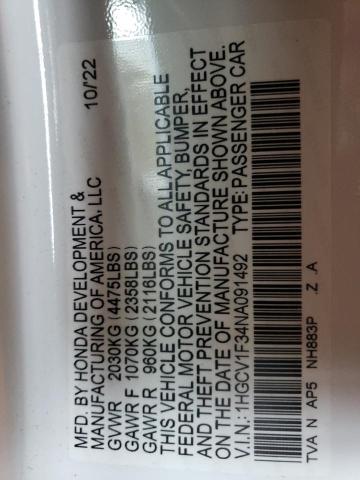 MFD. BY HONDA DEVELOPMENT &
MANUFACTURING OF AMERICA, LLC 10/22
GVWR 2030KG (4475LBS)
GAWR F 1070KG (2358LBS)
GAWR R 960KG (2116LBS)
THIS VEHICLE CONFORMS TO ALL APPLICABLE
FEDERAL MOTOR VEHICLE SAFETY, BUMPER,
AND THEFT PREVENTION STANDARDS IN EFFECT
ON THE DATE OF MANUFACTURE SHOWN ABOVE.
V.I.N.: 1HGCV1F34NA091492 TYPE: PASSENGER CAR
TVA N AP5 NH883P .Z .A